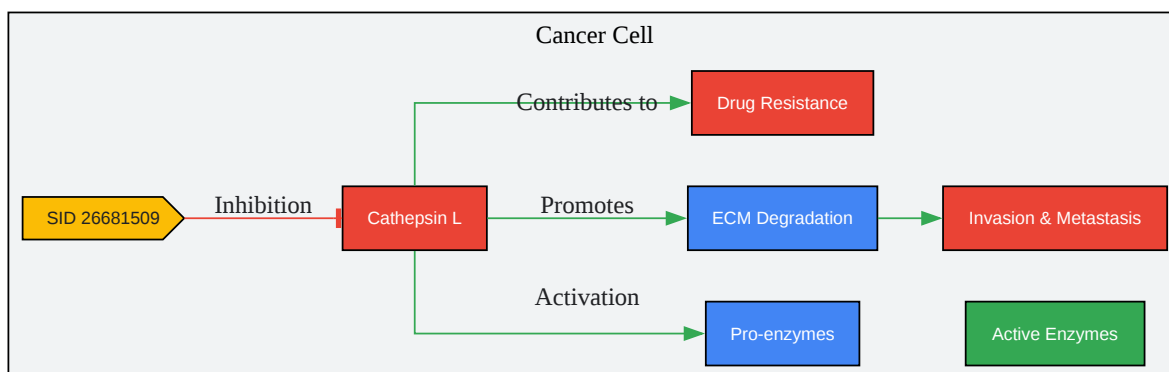 Cancer Cell
Contributes to
Drug Resistance
SID 26681509
Inhibition
Cathepsin L
Promotes
ECM Degradation
Invasion & Metastasis
Activation
Pro-enzymes
Active Enzymes